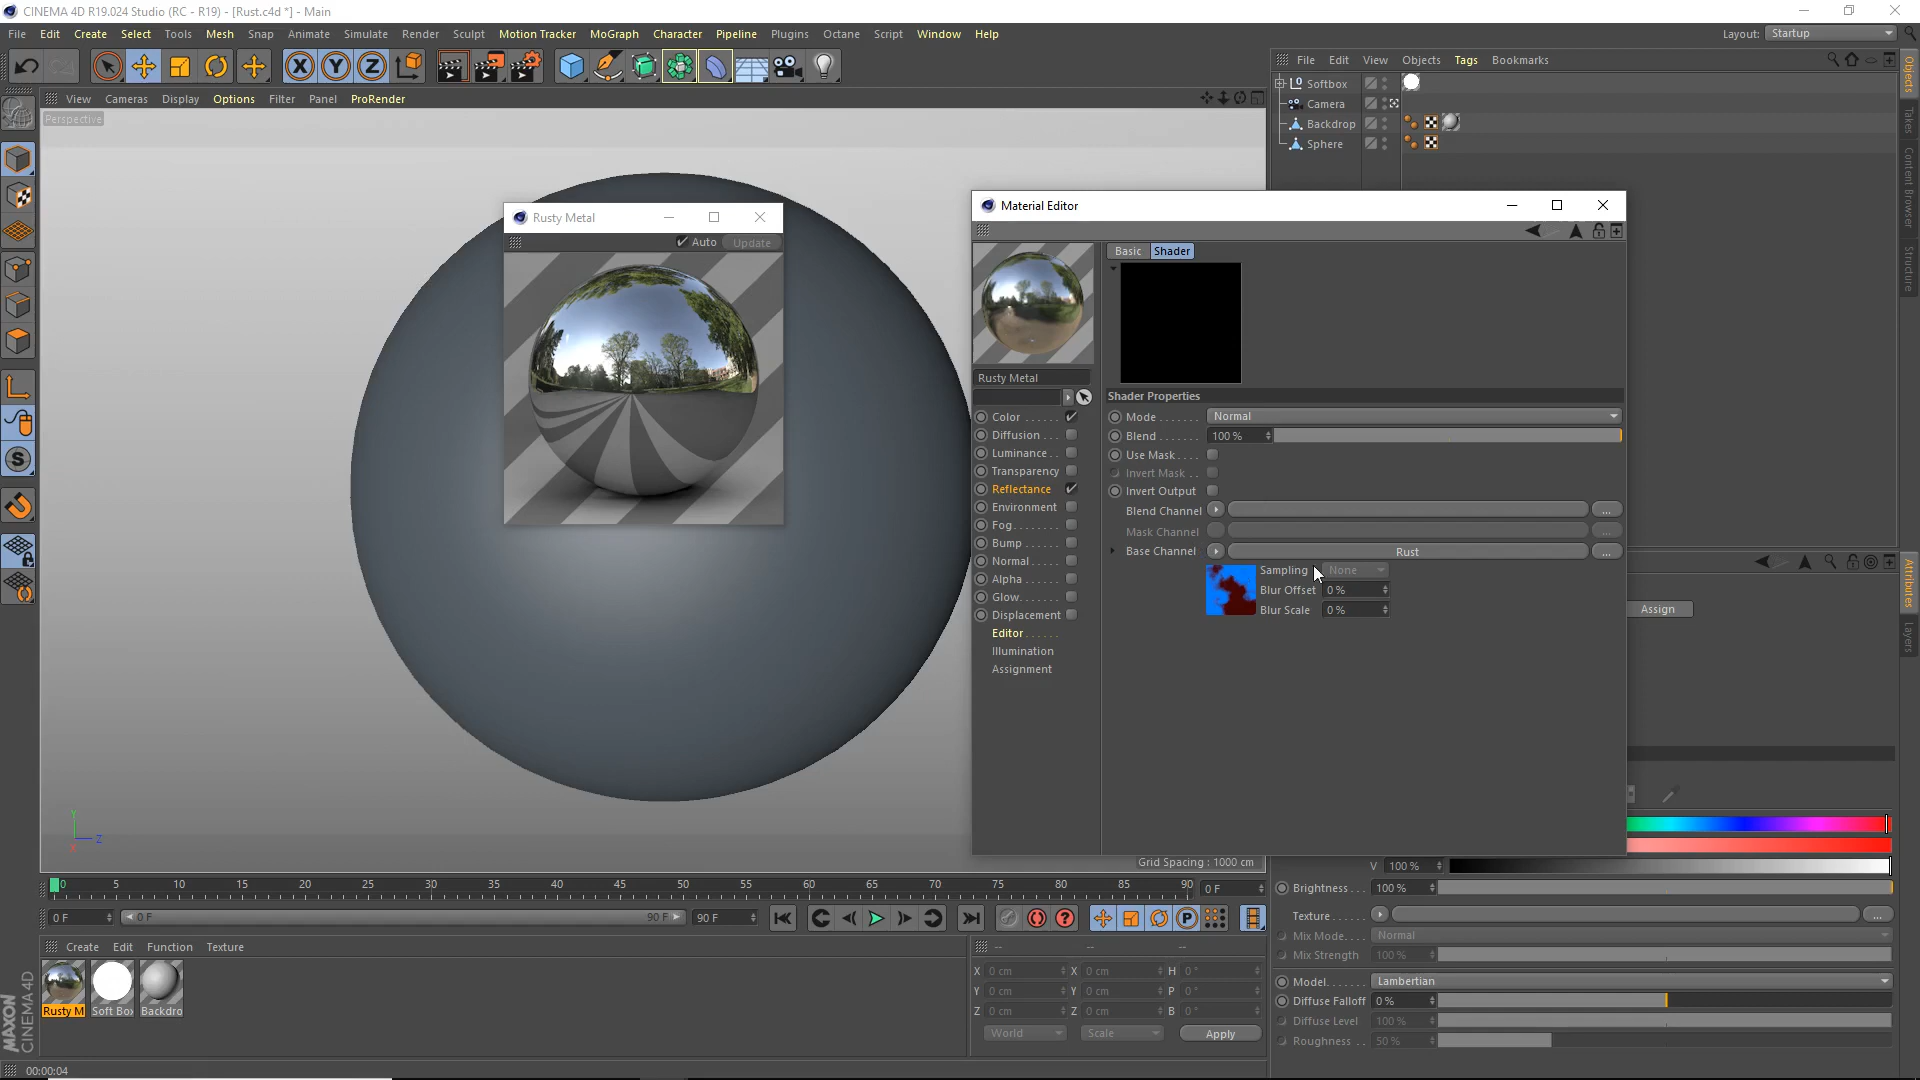 CINEMA 4D R19.024 Studio (RC - R19) - [Rust.c4d *] - Main
File Edit Create Select Tools Mesh Snap Animate Simulate Render Sculpt Motion Tracker MoGraph Character Pipeline Plugins Octane Script Window Help
Layout: Startup
View Cameras Display Options Filter Panel ProRender
Perspective
File Edit View Objects Tags Bookmarks
Softbox
Camera
Backdrop
Sphere
Objects
Takes
Content Browser
Structure
Rusty Metal
Auto Update
Material Editor
Basic Shader
Rusty Metal
Color
Diffusion
Luminance
Transparency
Reflectance
Environment
Fog
Bump
Normal
Alpha
Glow
Displacement
Editor
Illumination
Assignment
Shader Properties
Mode Normal
Blend 100 %
Use Mask
Invert Mask
Invert Output
Blend Channel ...
Mask Channel ...
Base Channel Rust ...
Sampling None
Blur Offset 0 %
Blur Scale 0 %
Attributes
Layers
Assign
Y
Z
X
Grid Spacing : 1000 cm
V 100 %
Brightness 100 %
Texture ...
Mix Mode Normal
Mix Strength 100 %
Model Lambertian
Diffuse Falloff 0 %
Diffuse Level 100 %
Roughness 50 %
0 5 10 15 20 25 30 35 40 45 50 55 60 65 70 75 80 85 90 0 F
0 F 0 F 90 F 90 F
Create Edit Function Texture
Rusty M Soft Box Backdro
-- -- --
X 0 cm X 0 cm H 0 °
Y 0 cm Y 0 cm P 0 °
Z 0 cm Z 0 cm B 0 °
World Scale Apply
MAXON
CINEMA 4D
00:00:04